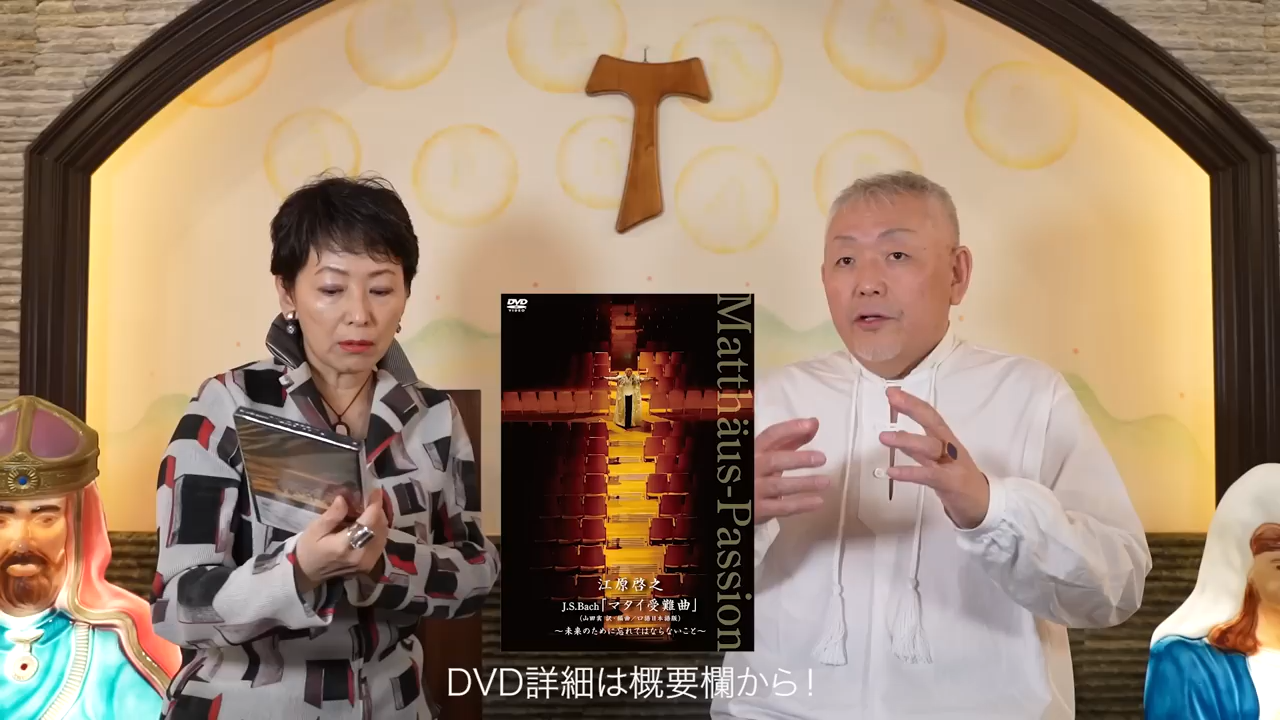 DVD
VIDEO
Matthäus-Passion
江原啓之
J.S.Bach「マタイ受難曲」
(山田実 訳・編曲/口語日本語版)
～未来のために忘れてはならないこと～
DVD詳細は概要欄から!